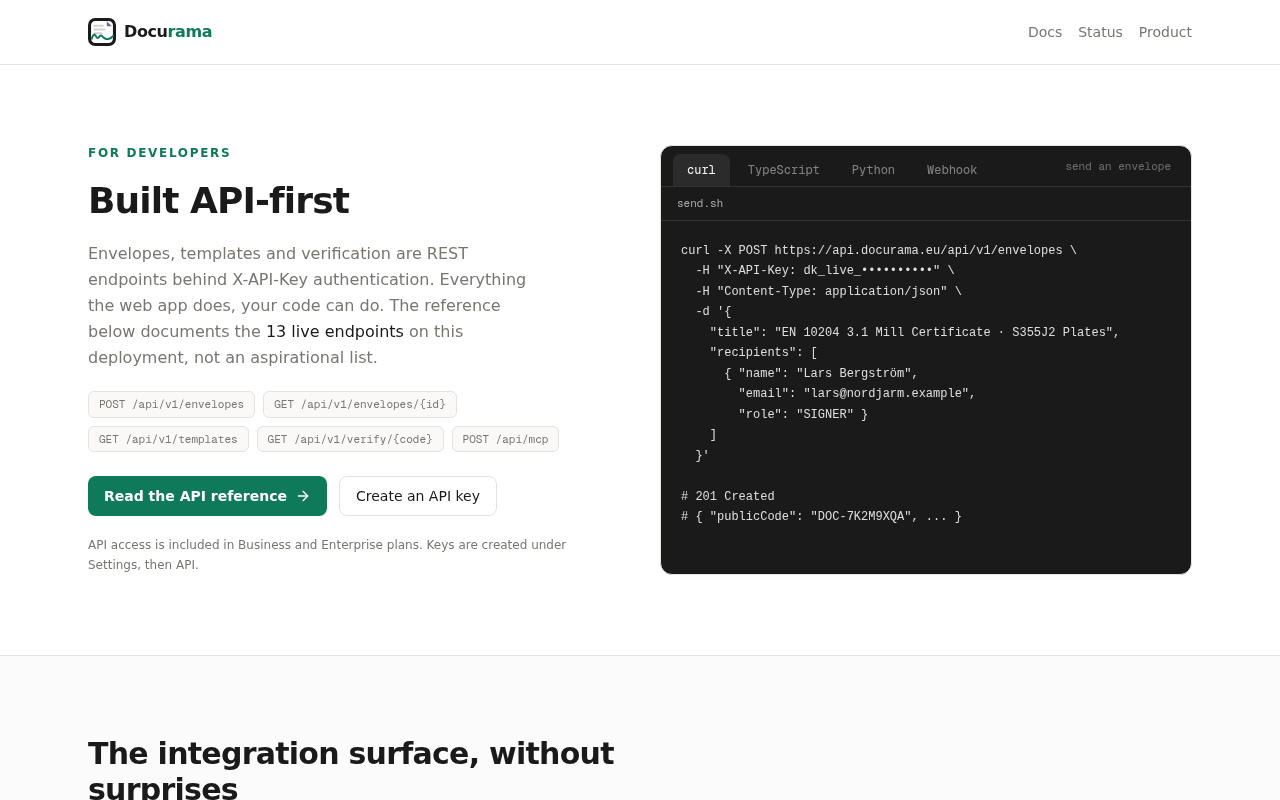 Docurama
Docs Status Product
FOR DEVELOPERS
Built API-first
Envelopes, templates and verification are REST
endpoints behind X-API-Key authentication. Everything
the web app does, your code can do. The reference
below documents the 13 live endpoints on this
deployment, not an aspirational list.
POST /api/v1/envelopes GET /api/v1/envelopes/{id}
GET /api/v1/templates GET /api/v1/verify/{code} POST /api/mcp
Read the API reference → Create an API key
API access is included in Business and Enterprise plans. Keys are created under
Settings, then API.
curl TypeScript Python Webhook send an envelope
send.sh
curl -X POST https://api.docurama.eu/api/v1/envelopes \
  -H "X-API-Key: dk_live_••••••••••" \
  -H "Content-Type: application/json" \
  -d '{
    "title": "EN 10204 3.1 Mill Certificate · S355J2 Plates",
    "recipients": [
      { "name": "Lars Bergström",
        "email": "lars@nordjarm.example",
        "role": "SIGNER" }
    ]
  }'
# 201 Created
# { "publicCode": "DOC-7K2M9XQA", ... }
The integration surface, without
surprises